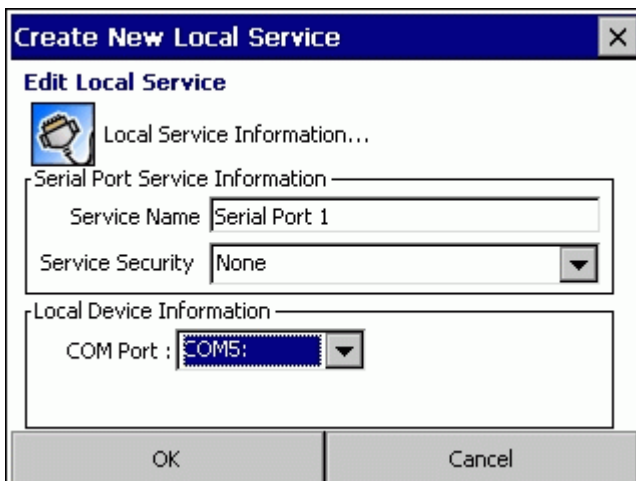 Create New Local Service
Edit Local Service
Local Service Information...
Serial Port Service Information
Service Name Serial Port 1
Service Security None
Local Device Information
COM Port : COM5:
OK Cancel